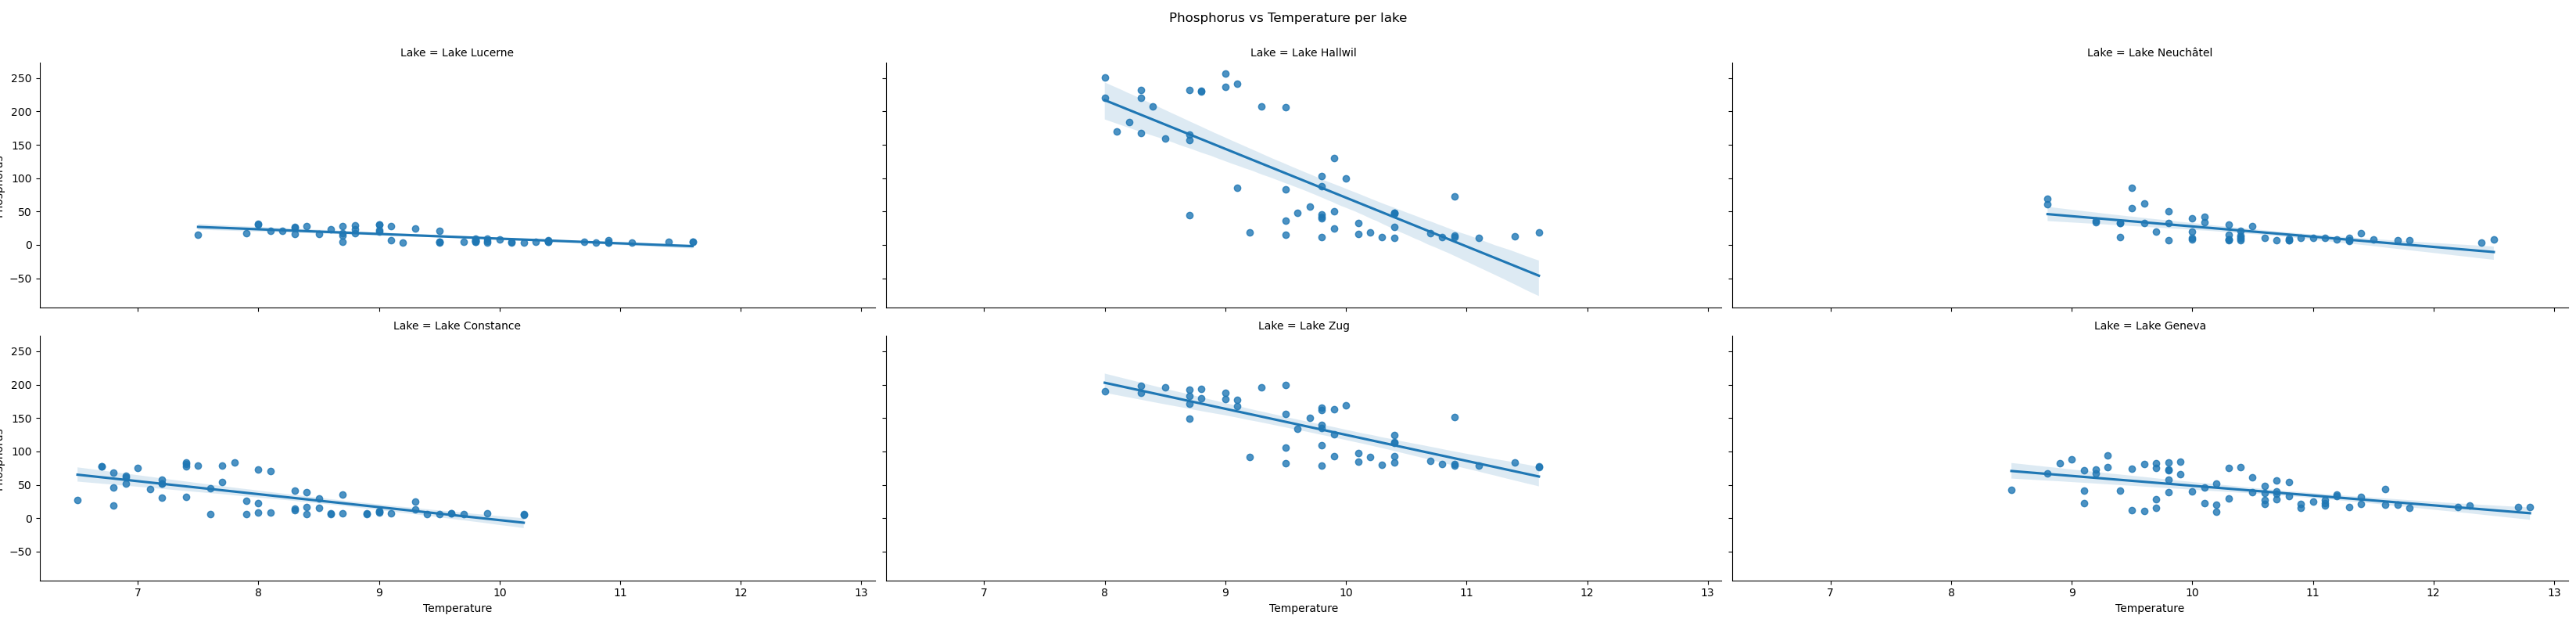 Phosphorus vs Temperature per lake
Lake = Lake Lucerne
Lake = Lake Hallwil
Lake = Lake Neuchâtel
250
200
150
100
50
0
−50
Lake = Lake Constance
Lake = Lake Zug
Lake = Lake Geneva
250
200
150
100
50
0
−50
7 8 9 10 11 12 13
7 8 9 10 11 12 13
7 8 9 10 11 12 13
Temperature
Temperature
Temperature